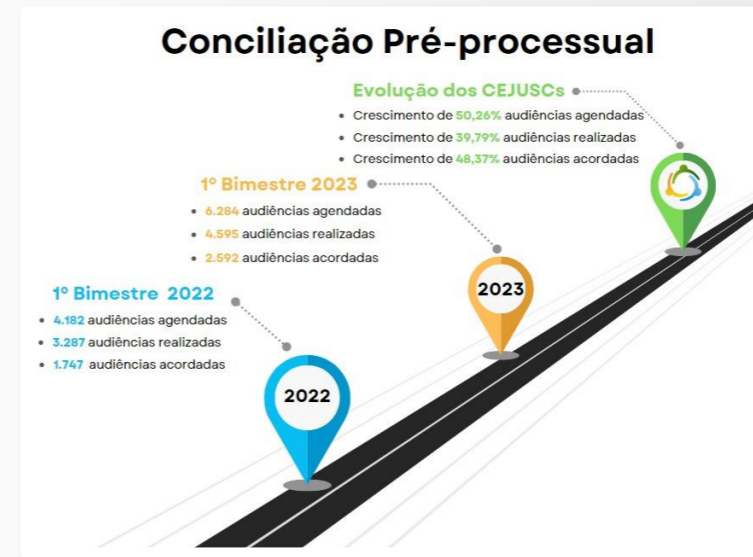 Conciliação Pré-processual
Evolução dos CEJUSCs
• Crescimento de 50,26% audiências agendadas
• Crescimento de 39,79% audiências realizadas
• Crescimento de 48,37% audiências acordadas
1º Bimestre 2023
• 6.284 audiências agendadas
• 4.595 audiências realizadas
• 2.592 audiências acordadas
1º Bimestre 2022
• 4.182 audiências agendadas
• 3.287 audiências realizadas
• 1.747 audiências acordadas
2023
2022